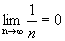 lim 1/n = 0
n→∞